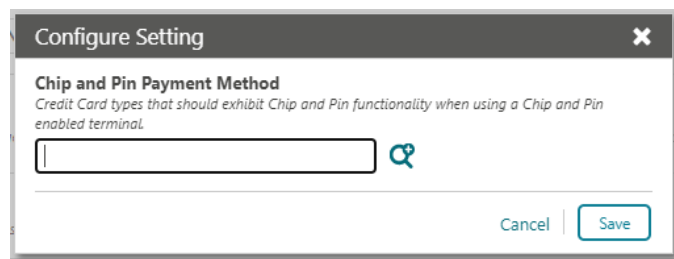 Configure Setting
Chip and Pin Payment Method
Credit Card types that should exhibit Chip and Pin functionality when using a Chip and Pin
enabled terminal.
Cancel
Save